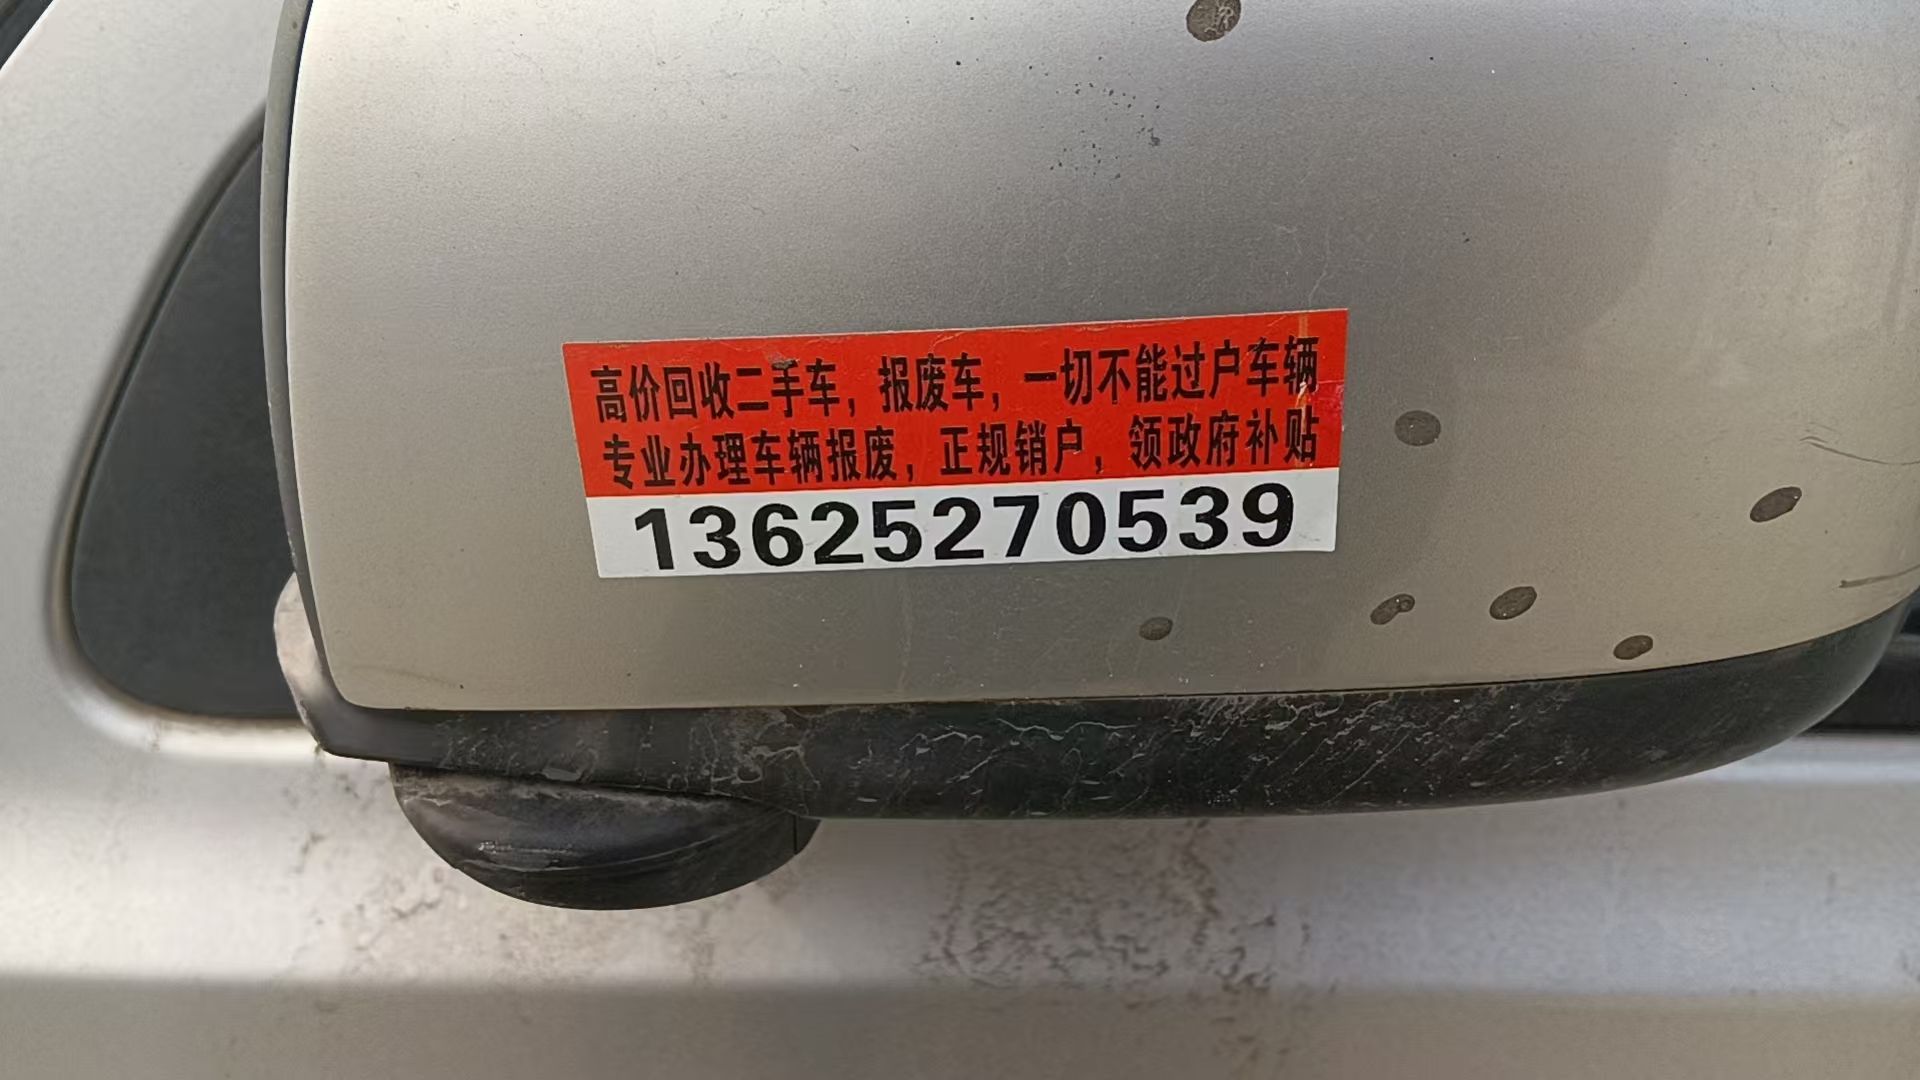 高价回收二手车，报废车，一切不能过户车辆
专业办理车辆报废，正规销户，领政府补贴
13625270539